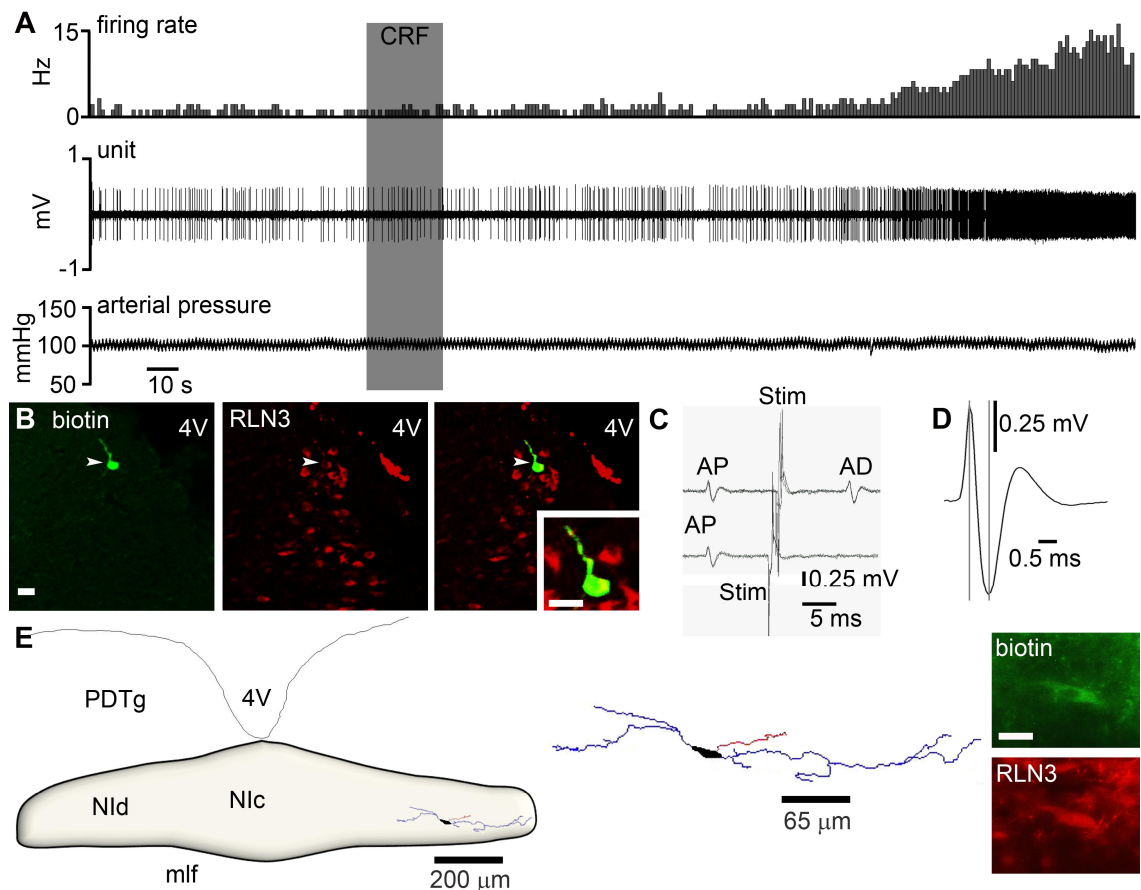 A
firing rate
15
CRF
Hz
0
unit
1
mV
-1
arterial pressure
150
mmHg
100
50
10 s
B
biotin
4V
RLN3
4V
4V
C
Stim
AP
AD
AP
0.25 mV
Stim
5 ms
D
0.25 mV
0.5 ms
E
PDTg
4V
NId
NIc
mlf
200 μm
65 μm
biotin
RLN3